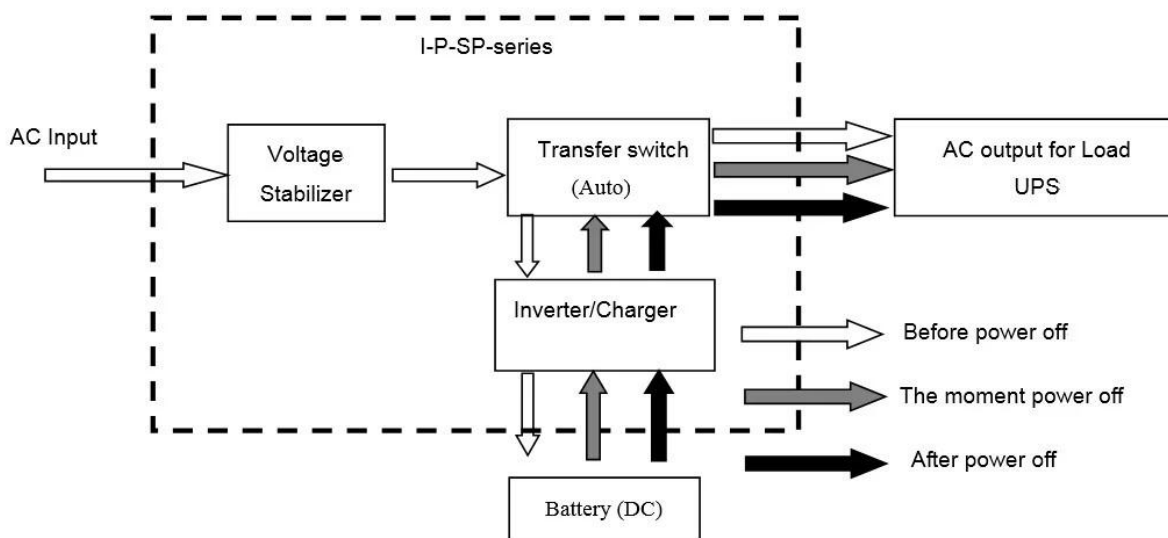 I-P-SP-series
AC Input
Voltage
Stabilizer
Transfer switch
(Auto)
AC output for Load
UPS
Inverter/Charger
Before power off
The moment power off
After power off
Battery (DC)